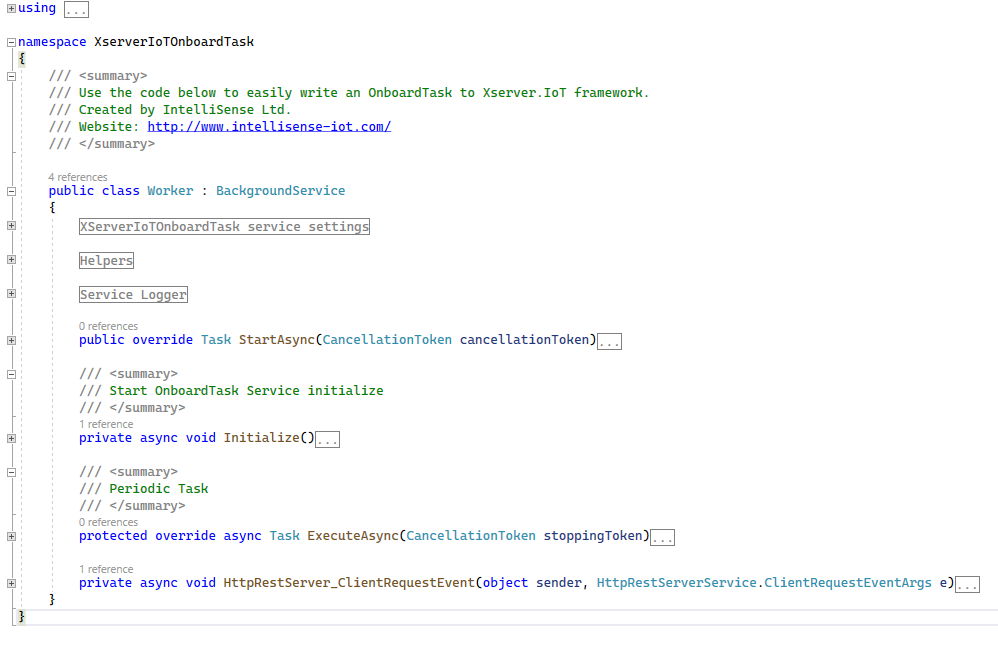 using ...
namespace XserverIoTOnboardTask
{
/// <summary>
/// Use the code below to easily write an OnboardTask to Xserver.IoT framework.
/// Created by IntelliSense Ltd.
/// Website: http://www.intellisense-iot.com/
/// </summary>
4 references
public class Worker : BackgroundService
{
XServerIoTOnboardTask service settings
Helpers
Service Logger
0 references
public override Task StartAsync(CancellationToken cancellationToken)...
/// <summary>
/// Start OnboardTask Service initialize
/// </summary>
1 reference
private async void Initialize()...
/// <summary>
/// Periodic Task
/// </summary>
0 references
protected override async Task ExecuteAsync(CancellationToken stoppingToken)...
1 reference
private async void HttpRestServer_ClientRequestEvent(object sender, HttpRestServerService.ClientRequestEventArgs e)...
}
}